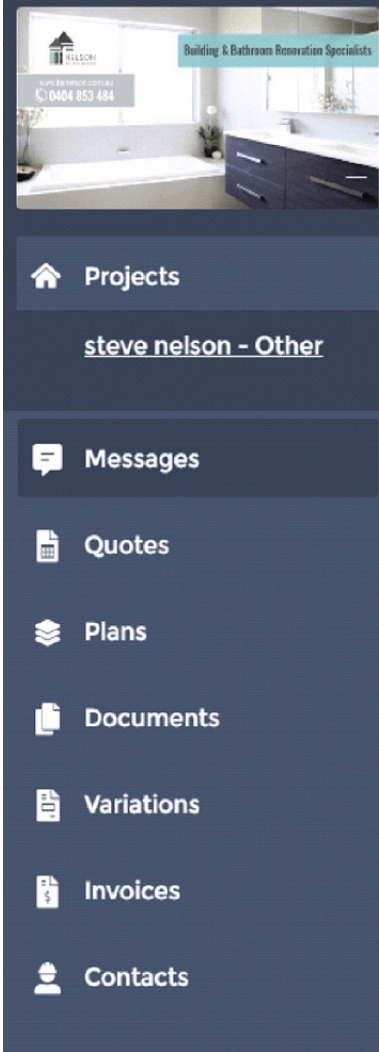 NELSON
Building & Bathroom Renovation Specialists
0404 853 484
Projects
steve nelson - Other
Messages
Quotes
Plans
Documents
Variations
Invoices
Contacts